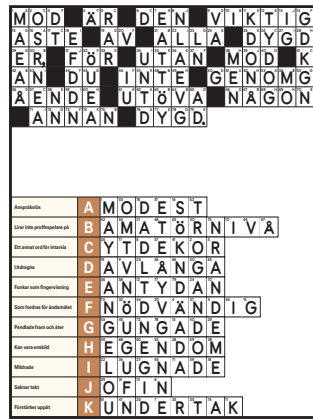 MOD ÄR DEN VIKTIG
ASTE AV ALLA DYGD
ER, FöR UTAN MOD K
AN DU INTE GENOMG
ÅENDE UTÖVA NÅGON
ANNAN DYGD.
Anspråkslös A MODEST
Lirar inte proffsspelare på B AMATöRNIVÅ
Ett annat ord för intarsia C YTDEKOR
Utdragna D AVLÅNGA
Funkar som fingervisning E ANTYDAN
Som fordras för ändamålet F NÖDVÄNDIG
Pendlade fram och åter G GUNGADE
Kan vara enskild H EGENDOM
Mildrade I LUGNADE
Saknar takt J OFIN
Förstärker uppåt K UNDERTAK